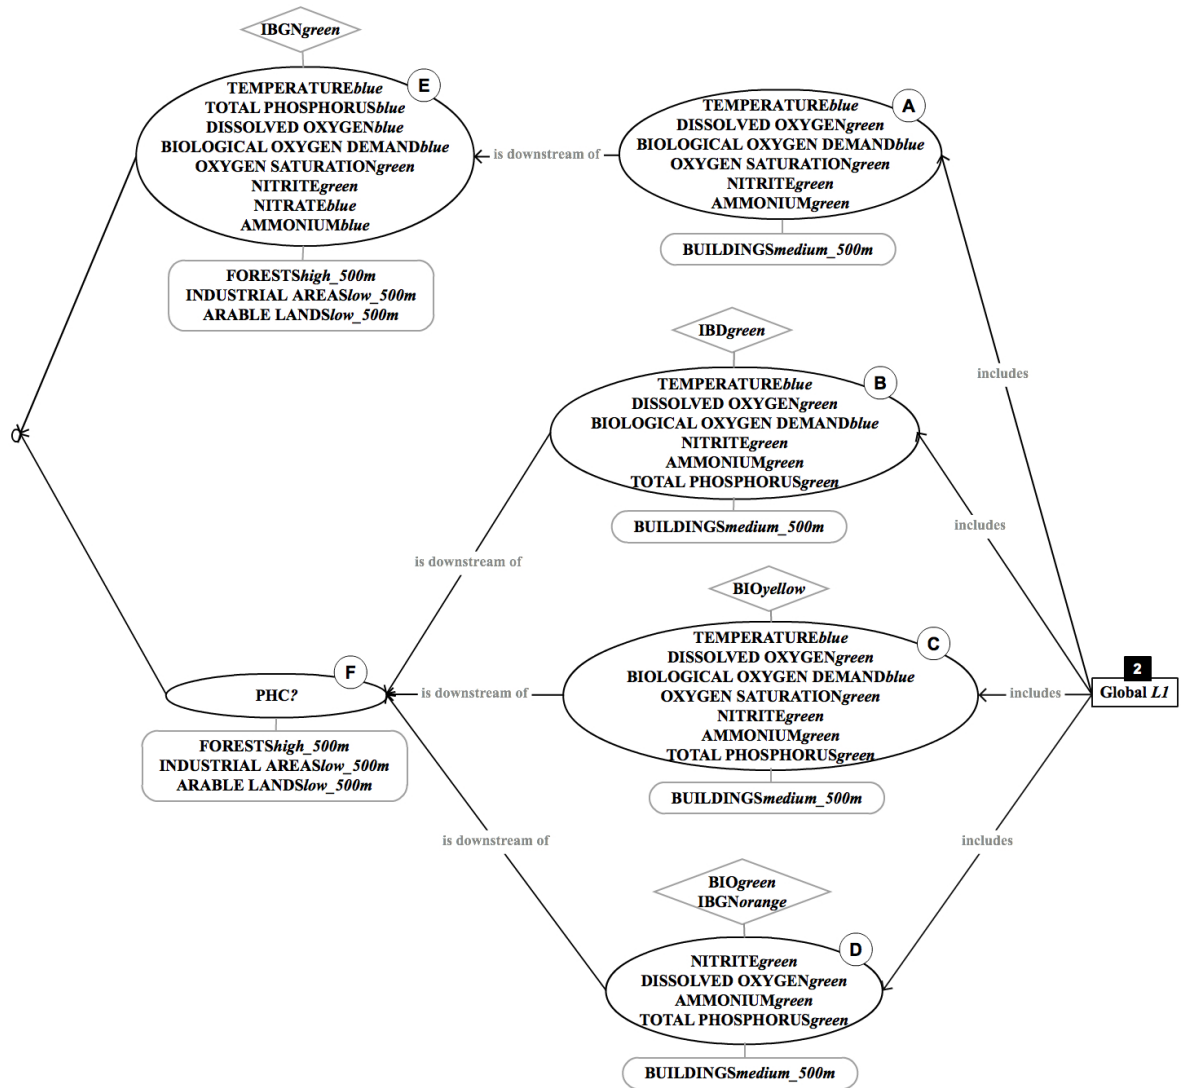 IBGNgreen
E
TEMPERATUREblue
TOTAL PHOSPHORUSblue
DISSOLVED OXYGENblue
BIOLOGICAL OXYGEN DEMANDblue
OXYGEN SATURATIONgreen
NITRITEgreen
NITRATEblue
AMMONIUMblue
FORESTShigh_500m
INDUSTRIAL AREASlow_500m
ARABLE LANDSlow_500m
is downstream of
A
TEMPERATUREblue
DISSOLVED OXYGENgreen
BIOLOGICAL OXYGEN DEMANDblue
OXYGEN SATURATIONgreen
NITRITEgreen
AMMONIUMgreen
BUILDINGSmedium_500m
includes
IBDgreen
B
TEMPERATUREblue
DISSOLVED OXYGENgreen
BIOLOGICAL OXYGEN DEMANDblue
NITRITEgreen
AMMONIUMgreen
TOTAL PHOSPHORUSgreen
BUILDINGSmedium_500m
includes
is downstream of
BIOyellow
C
TEMPERATUREblue
DISSOLVED OXYGENgreen
BIOLOGICAL OXYGEN DEMANDblue
OXYGEN SATURATIONgreen
NITRITEgreen
AMMONIUMgreen
TOTAL PHOSPHORUSgreen
BUILDINGSmedium_500m
includes
2
Global L1
is downstream of
F
PHC?
FORESTShigh_500m
INDUSTRIAL AREASlow_500m
ARABLE LANDSlow_500m
is downstream of
includes
BIOgreen
IBGNorange
D
NITRITEgreen
DISSOLVED OXYGENgreen
AMMONIUMgreen
TOTAL PHOSPHORUSgreen
BUILDINGSmedium_500m